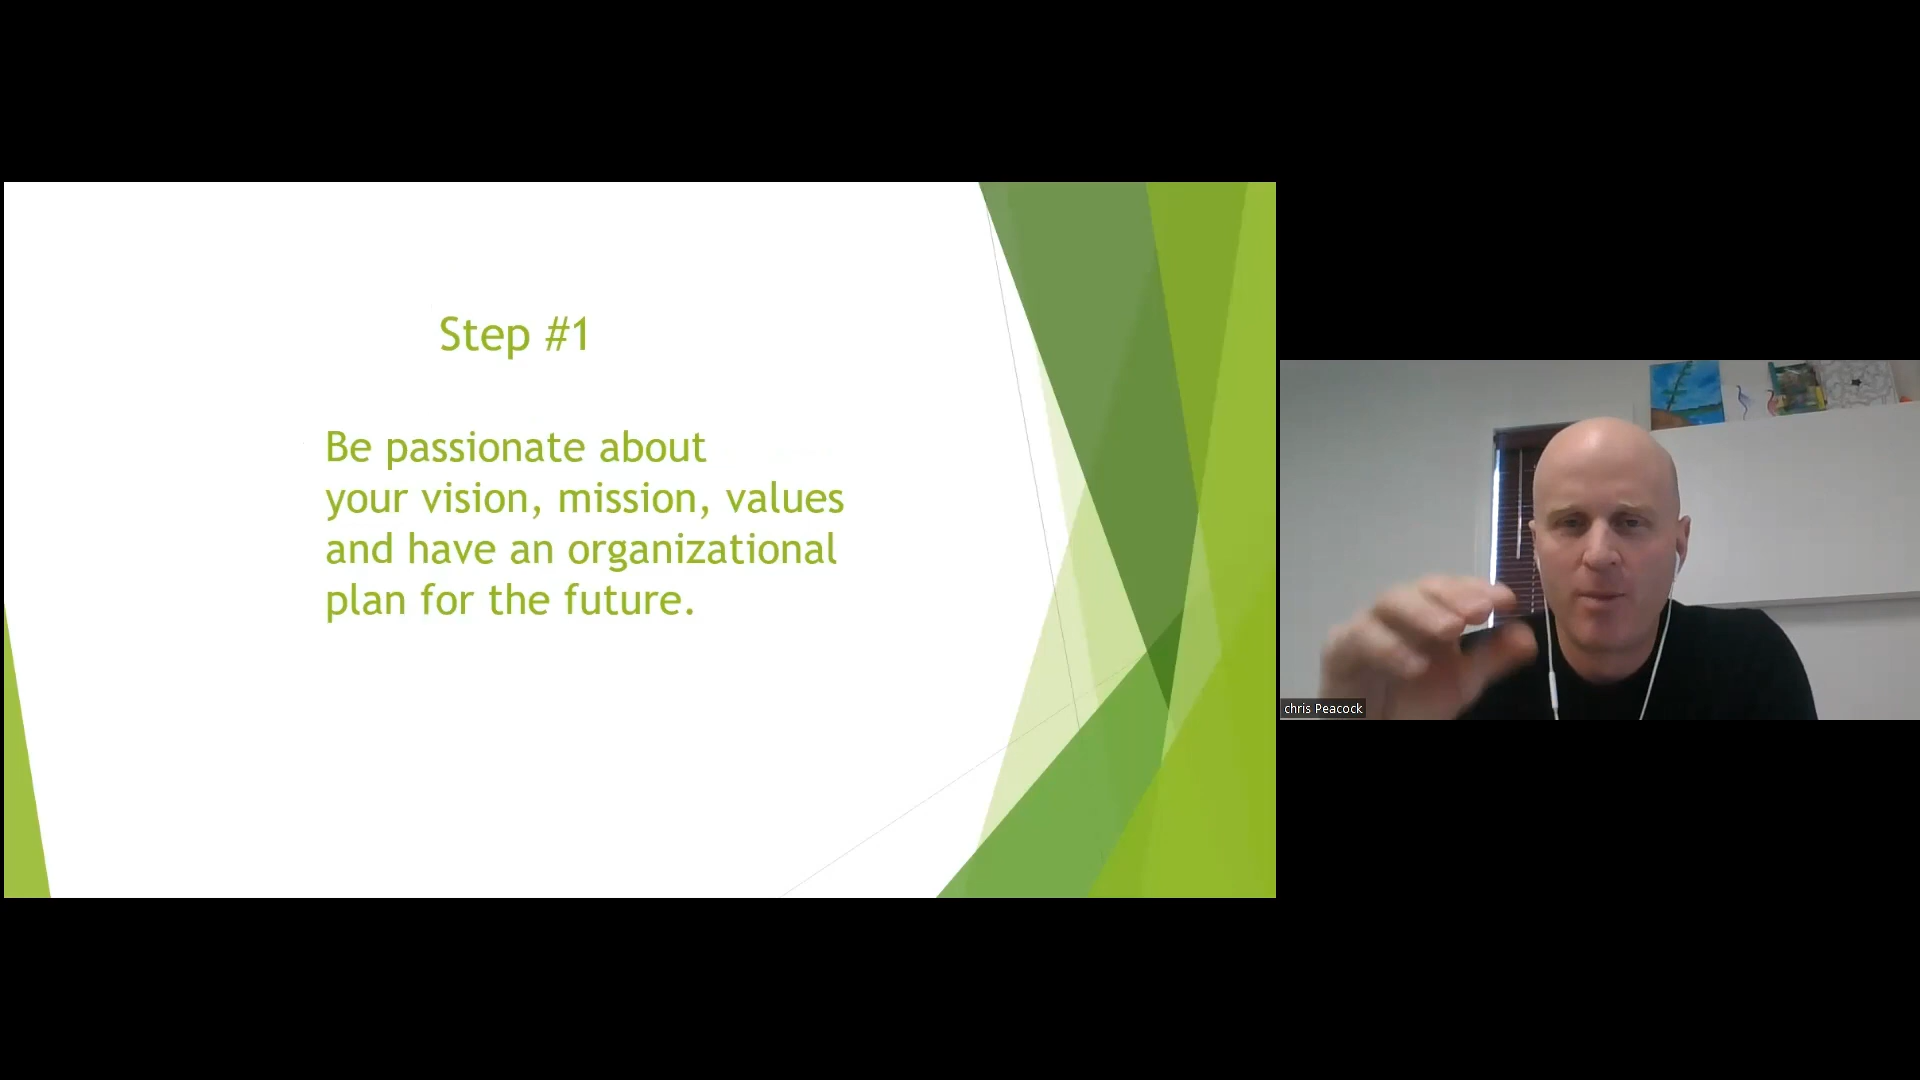 Step #1
Be passionate about
your vision, mission, values
and have an organizational
plan for the future.
chris Peacock